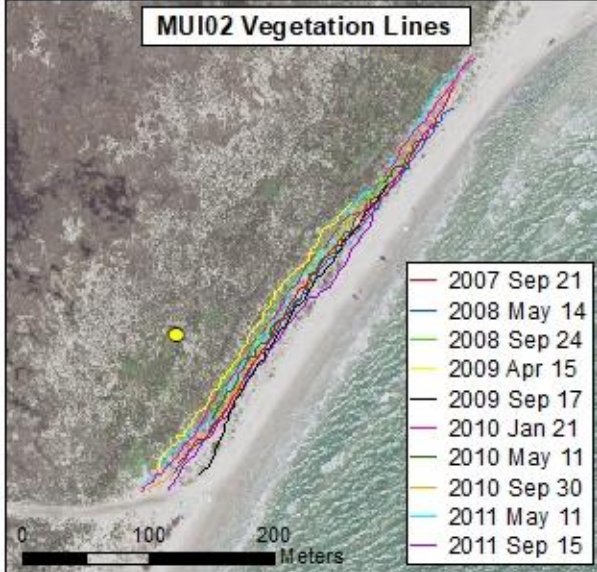 MUI02 Vegetation Lines
2007 Sep 21
2008 May 14
2008 Sep 24
2009 Apr 15
2009 Sep 17
2010 Jan 21
2010 May 11
2010 Sep 30
2011 May 11
2011 Sep 15
0 100 200
Meters